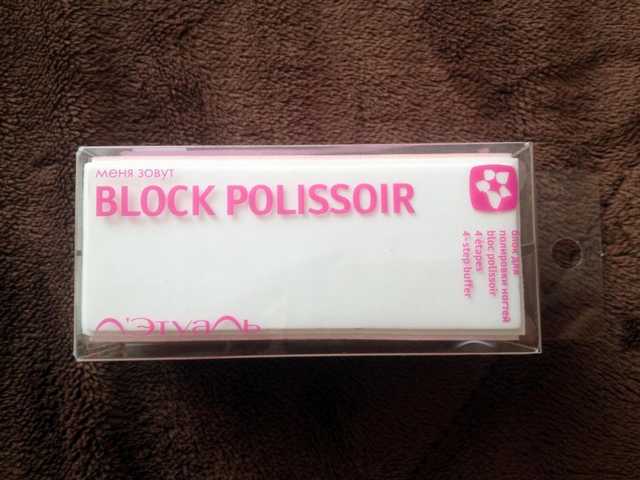 меня зовут
BLOCK POLISSOIR
блок для
полировки ногтей
bloc polissoir
4 étapes
4-step buffer
Л'Этуаль